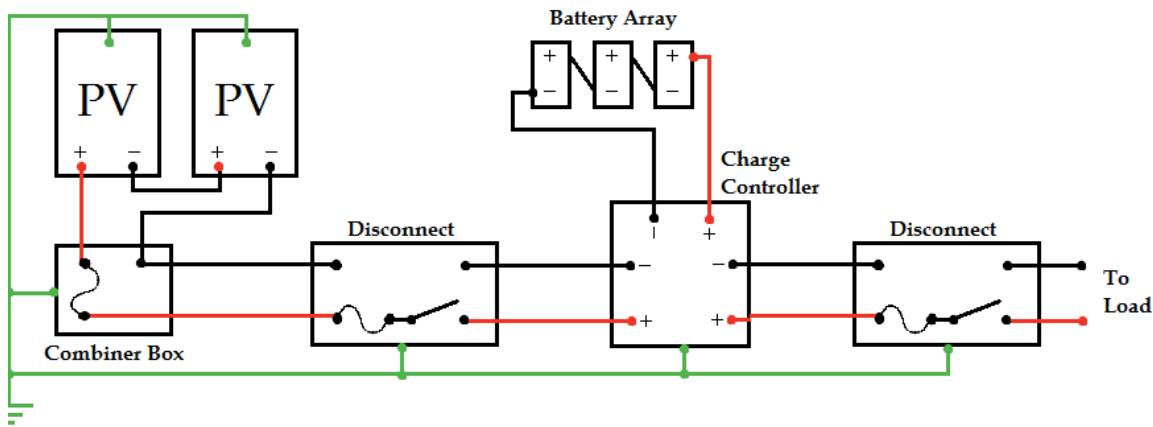 Battery Array
PV PV
+ − + −
+ + +
− − −
Charge
Controller
Disconnect
Disconnect
− +
− −
+ +
To
Load
Combiner Box